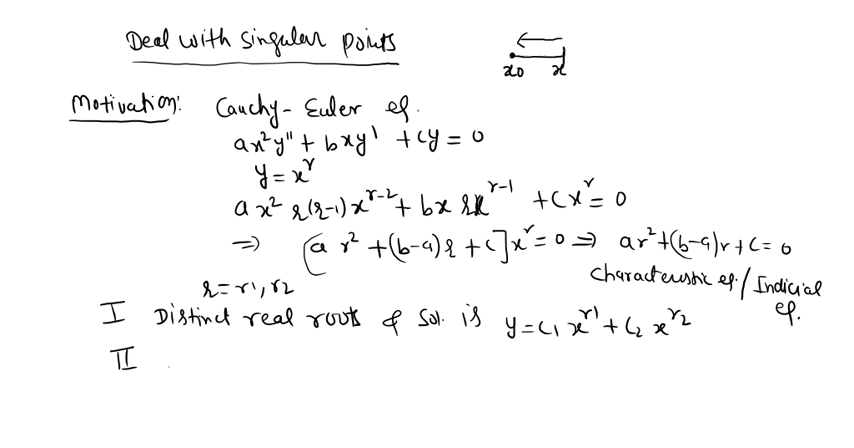 Deal with singular points
x0 x
Motivation: Cauchy-Euler eq.
ax²y" + bxy' + cy = 0
y = x^r
ax² r(r-1)x^{r-2} + bx rx^{r-1} + cx^r = 0
⇒ [a r² + (b-a)r + c] x^r = 0 ⇒ ar² + (b-a)r + c = 0
characteristic eq. / Indicial eq.
r = r1, r2
I Distinct real roots & sol. is y = c₁ x^{r1} + c₂ x^{r2}
II